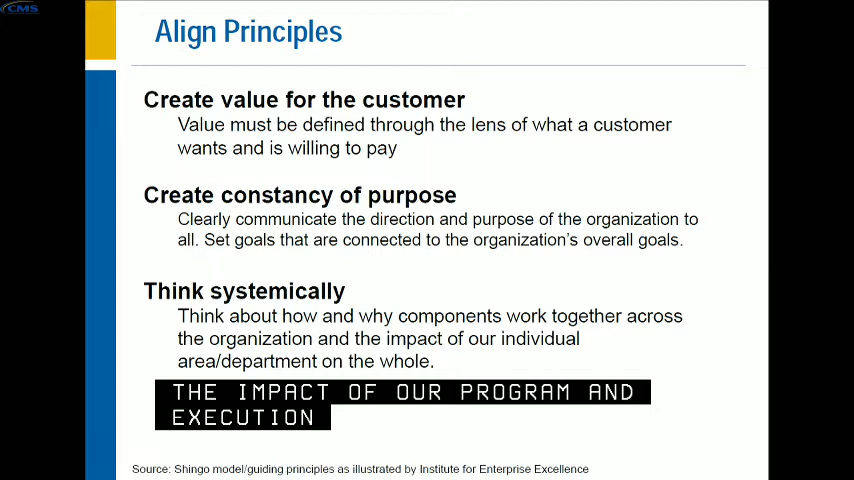 CMS
Align Principles
Create value for the customer
Value must be defined through the lens of what a customer
wants and is willing to pay
Create constancy of purpose
Clearly communicate the direction and purpose of the organization to
all. Set goals that are connected to the organization's overall goals.
Think systemically
Think about how and why components work together across
the organization and the impact of our individual
area/department on the whole.
THE IMPACT OF OUR PROGRAM AND
EXECUTION
Source: Shingo model/guiding principles as illustrated by Institute for Enterprise Excellence